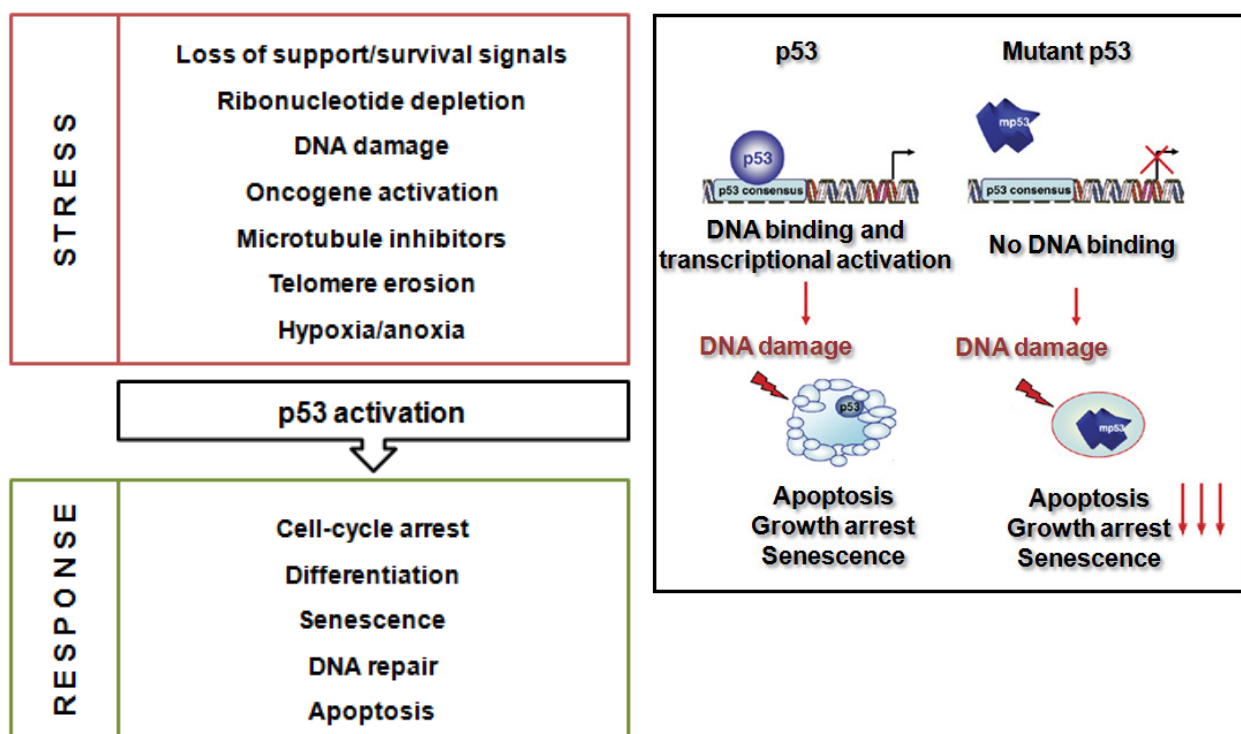 STRESS
Loss of support/survival signals
Ribonucleotide depletion
DNA damage
Oncogene activation
Microtubule inhibitors
Telomere erosion
Hypoxia/anoxia
p53 activation
RESPONSE
Cell-cycle arrest
Differentiation
Senescence
DNA repair
Apoptosis
p53
p53
p53 consensus
DNA binding and
transcriptional activation
DNA damage
p53
Apoptosis
Growth arrest
Senescence
Mutant p53
mp53
p53 consensus
No DNA binding
DNA damage
mp53
Apoptosis
Growth arrest
Senescence